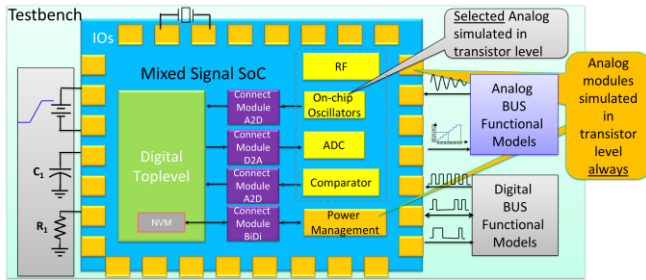 Testbench
IOs
Mixed Signal SoC
Selected Analog
simulated in
transistor level
RF
Connect
Module
A2D
On-chip
Oscillators
Analog
BUS
Functional
Models
Analog
modules
simulated
in
transistor
level
always
Digital
Toplevel
Connect
Module
D2A
ADC
C1
Connect
Module
A2D
Comparator
Digital
BUS
Functional
Models
R1
NVM
Connect
Module
BiDi
Power
Management